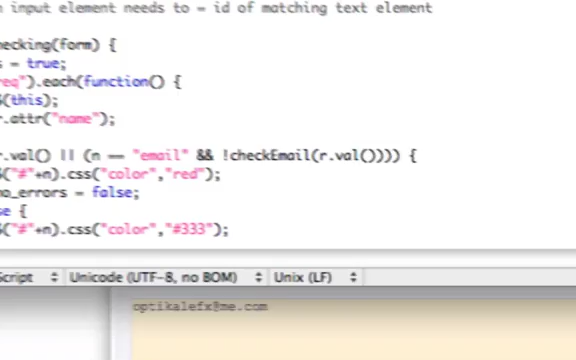 input element needs to = id of matching text element
ecking(form) {
= true;
req").each(function() {
(this);
.attr("name");
r.val() || (n == "email" && !checkEmail(r.val()))) {
("#"+n).css("color","red");
no_errors = false;
se {
("#"+n).css("color","#333");
Script Unicode (UTF-8, no BOM) Unix (LF)
optikalefx@me.com